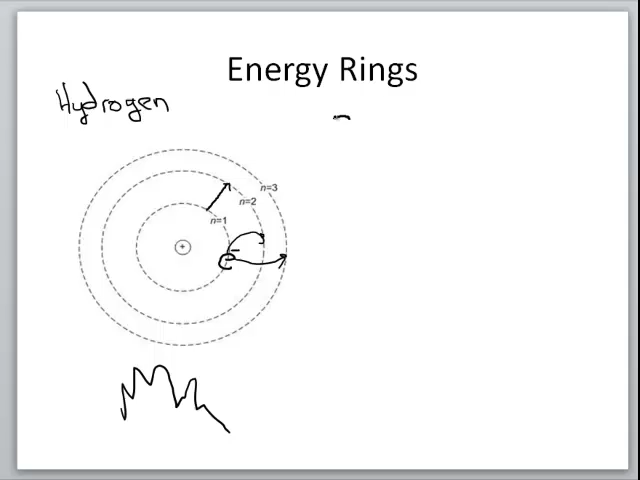 Energy Rings
Hydrogen
n=3
n=2
n=1
+
e-